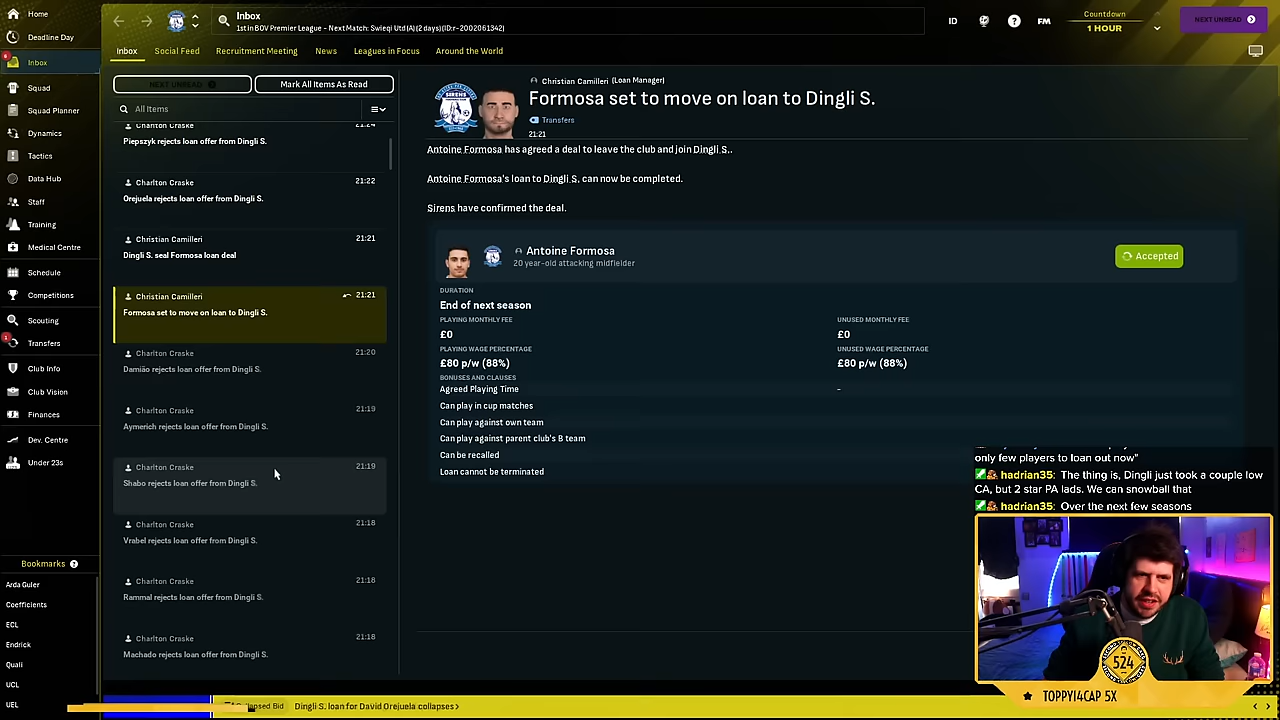 Home
Deadline Day
Inbox
Squad
Squad Planner
Dynamics
Tactics
Data Hub
Staff
Training
Medical Centre
Schedule
Competitions
Scouting
Transfers
Club Info
Club Vision
Finances
Dev. Centre
Under 23s
Bookmarks
Arda Guler
Coefficients
ECL
Endrick
Quali
UCL
UEL
Inbox
1st in BOV Premier League - Next Match: Swieqi Utd (A) (2 days) (ID:r-2002061342)
ID
FM
Countdown
1 HOUR
NEXT UNREAD
Inbox
Social Feed
Recruitment Meeting
News
Leagues in Focus
Around the World
NEXT UNREAD
Mark All Items As Read
All Items
Charlton Craske
21:24
Piepszyk rejects loan offer from Dingli S.
Charlton Craske
21:22
Orejuela rejects loan offer from Dingli S.
Christian Camilleri
21:21
Dingli S. seal Formosa loan deal
Christian Camilleri
21:21
Formosa set to move on loan to Dingli S.
Charlton Craske
21:20
Damião rejects loan offer from Dingli S.
Charlton Craske
21:19
Aymerich rejects loan offer from Dingli S.
Charlton Craske
21:19
Shabo rejects loan offer from Dingli S.
Charlton Craske
21:18
Vrabel rejects loan offer from Dingli S.
Charlton Craske
21:18
Rammal rejects loan offer from Dingli S.
Charlton Craske
21:18
Machado rejects loan offer from Dingli S.
SIRENS
Christian Camilleri (Loan Manager)
Formosa set to move on loan to Dingli S.
Transfers
21:21
Antoine Formosa has agreed a deal to leave the club and join Dingli S..
Antoine Formosa's loan to Dingli S. can now be completed.
Sirens have confirmed the deal.
Antoine Formosa
20 year-old attacking midfielder
Accepted
DURATION
End of next season
PLAYING MONTHLY FEE
UNUSED MONTHLY FEE
£0
£0
PLAYING WAGE PERCENTAGE
UNUSED WAGE PERCENTAGE
£80 p/w (88%)
£80 p/w (88%)
BONUSES AND CLAUSES
Agreed Playing Time
-
Can play in cup matches
Can play against own team
Can play against parent club's B team
Can be recalled
Loan cannot be terminated
only few players to loan out now"
hadrian35: The thing is, Dingli just took a couple low
CA, but 2 star PA lads. We can snowball that
hadrian35: Over the next few seasons
524
TOPPYI4CAP 5X
Bid
Dingli S. loan for David Orejuela collapses >